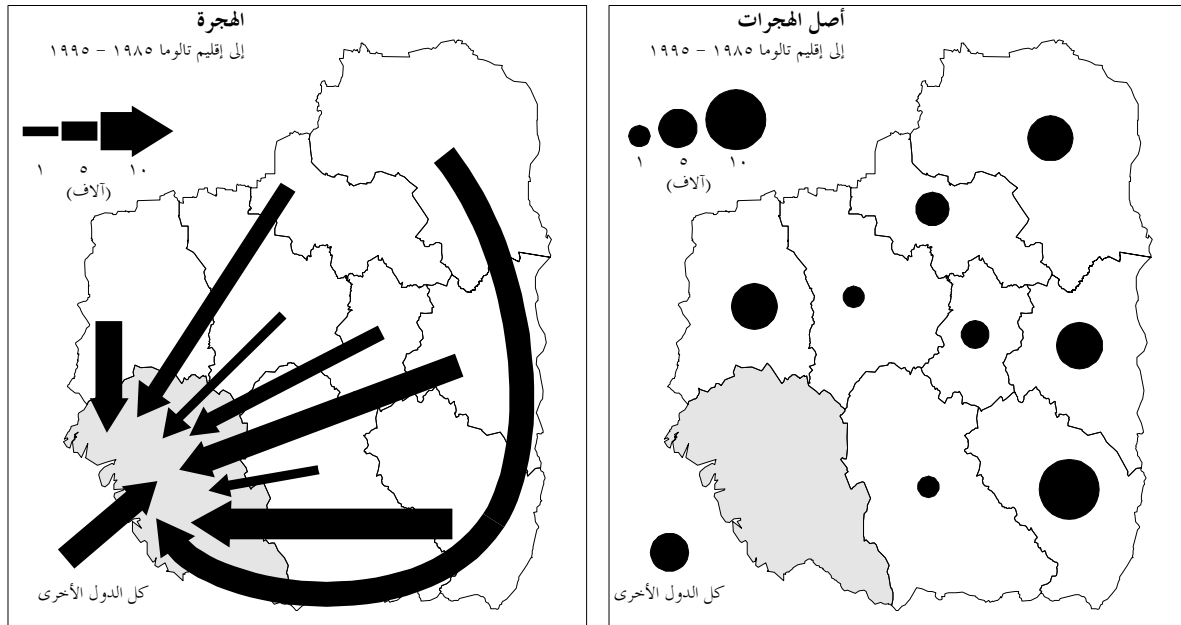 أصل الهجرات
إلى إقليم تالوما ١٩٨٥ – ١٩٩٥
١ ٥ ١٠
(آلاف)
كل الدول الأخرى
الهجرة
إلى إقليم تالوما ١٩٨٥ – ١٩٩٥
١ ٥ ١٠
(آلاف)
كل الدول الأخرى